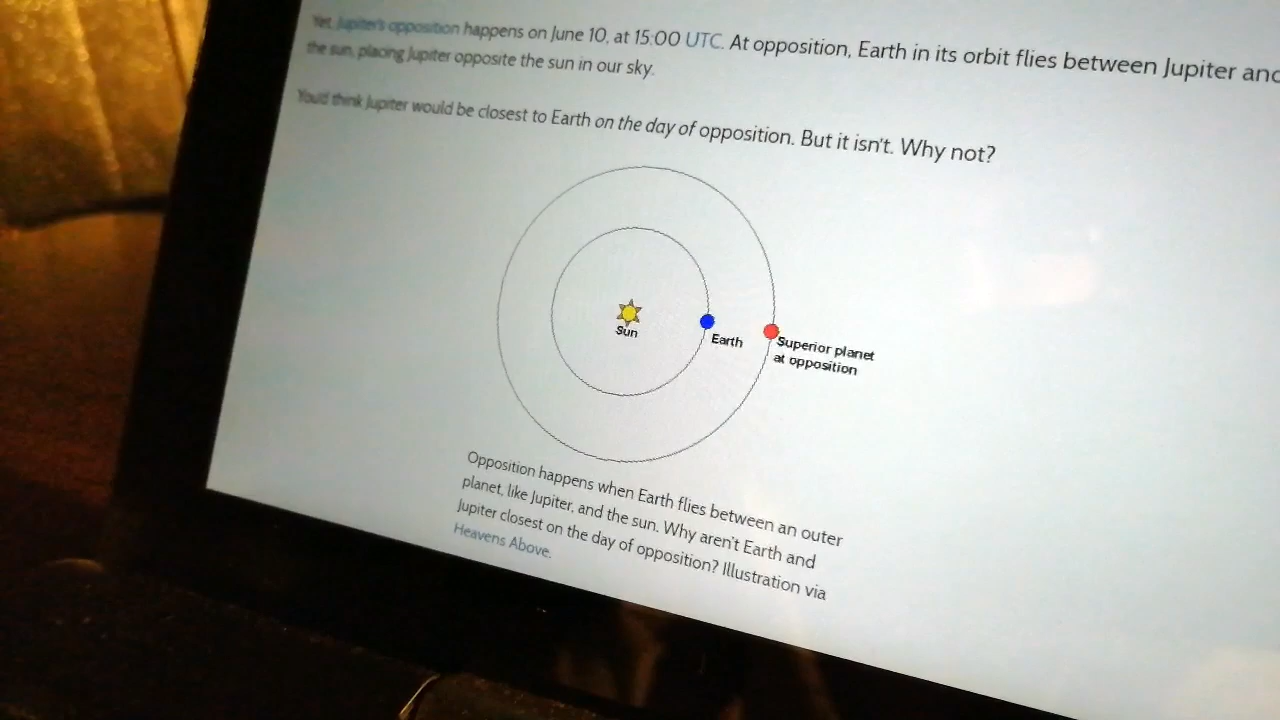 Yet, Jupiter's opposition happens on June 10, at 15:00 UTC. At opposition, Earth in its orbit flies between Jupiter and
the sun, placing Jupiter opposite the sun in our sky.
You'd think Jupiter would be closest to Earth on the day of opposition. But it isn't. Why not?
Sun
Earth
Superior planet
at opposition
Opposition happens when Earth flies between an outer
planet, like Jupiter, and the sun. Why aren't Earth and
Jupiter closest on the day of opposition? Illustration via
Heavens Above.